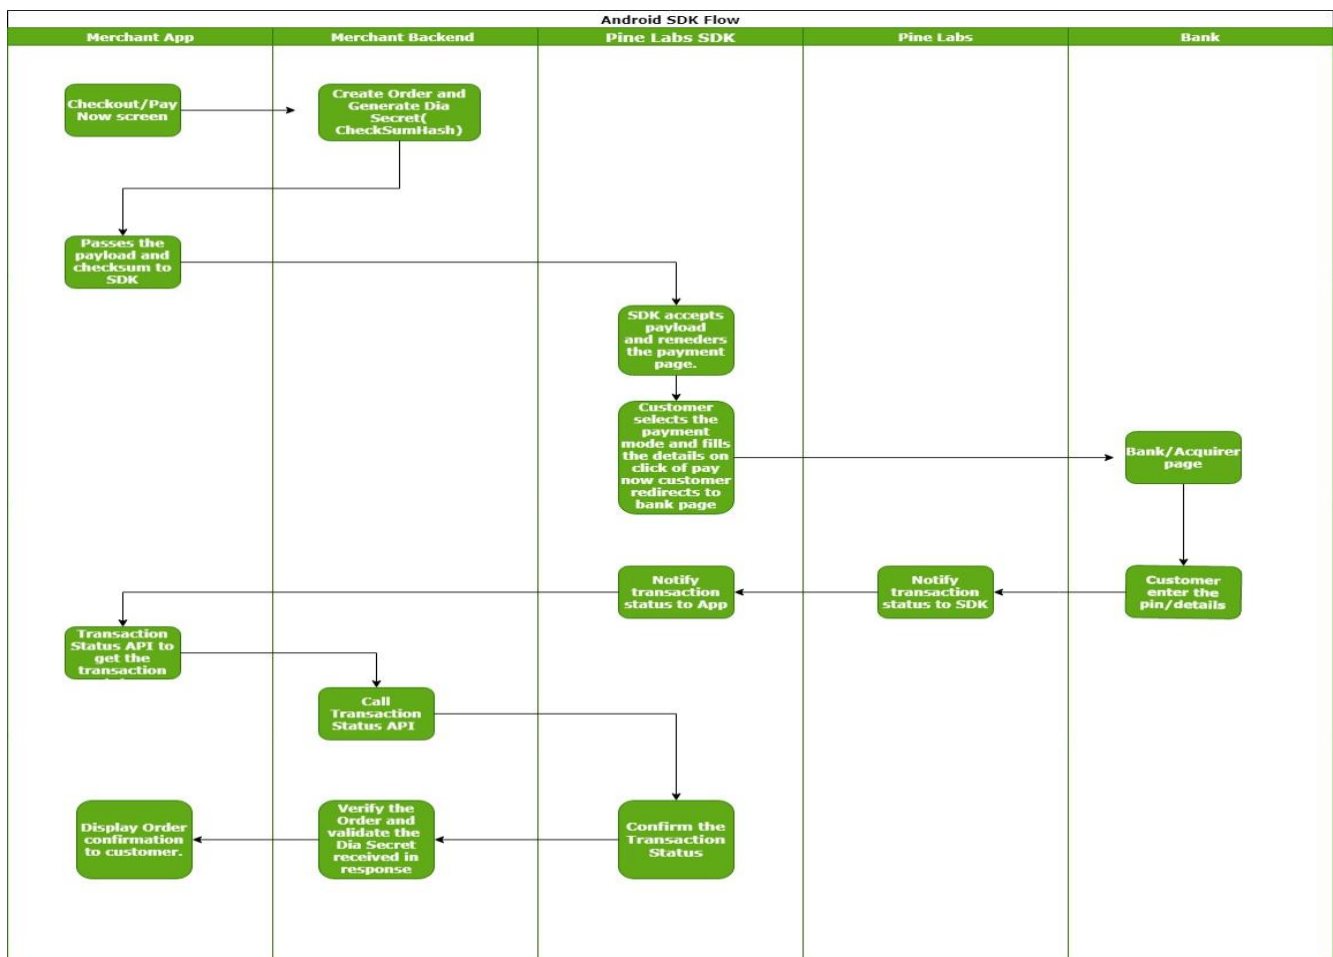 Android SDK Flow
Merchant App
Merchant Backend
Pine Labs SDK
Pine Labs
Bank
Checkout/Pay
Now screen
Create Order and
Generate Dia
Secret(
CheckSumHash)
Passes the
payload and
checksum to
SDK
SDK accepts
payload
and reneders
the payment
page.
Customer
selects the
payment
mode and fills
the details on
click of pay
now customer
redirects to
bank page
Bank/Acquirer
page
Customer
enter the
pin/details
Notify
transaction
status to SDK
Notify
transaction
status to App
Transaction
Status API to
get the
transaction
Call
Transaction
Status API
Confirm the
Transaction
Status
Verify the
Order and
validate the
Dia Secret
received in
response
Display Order
confirmation
to customer.